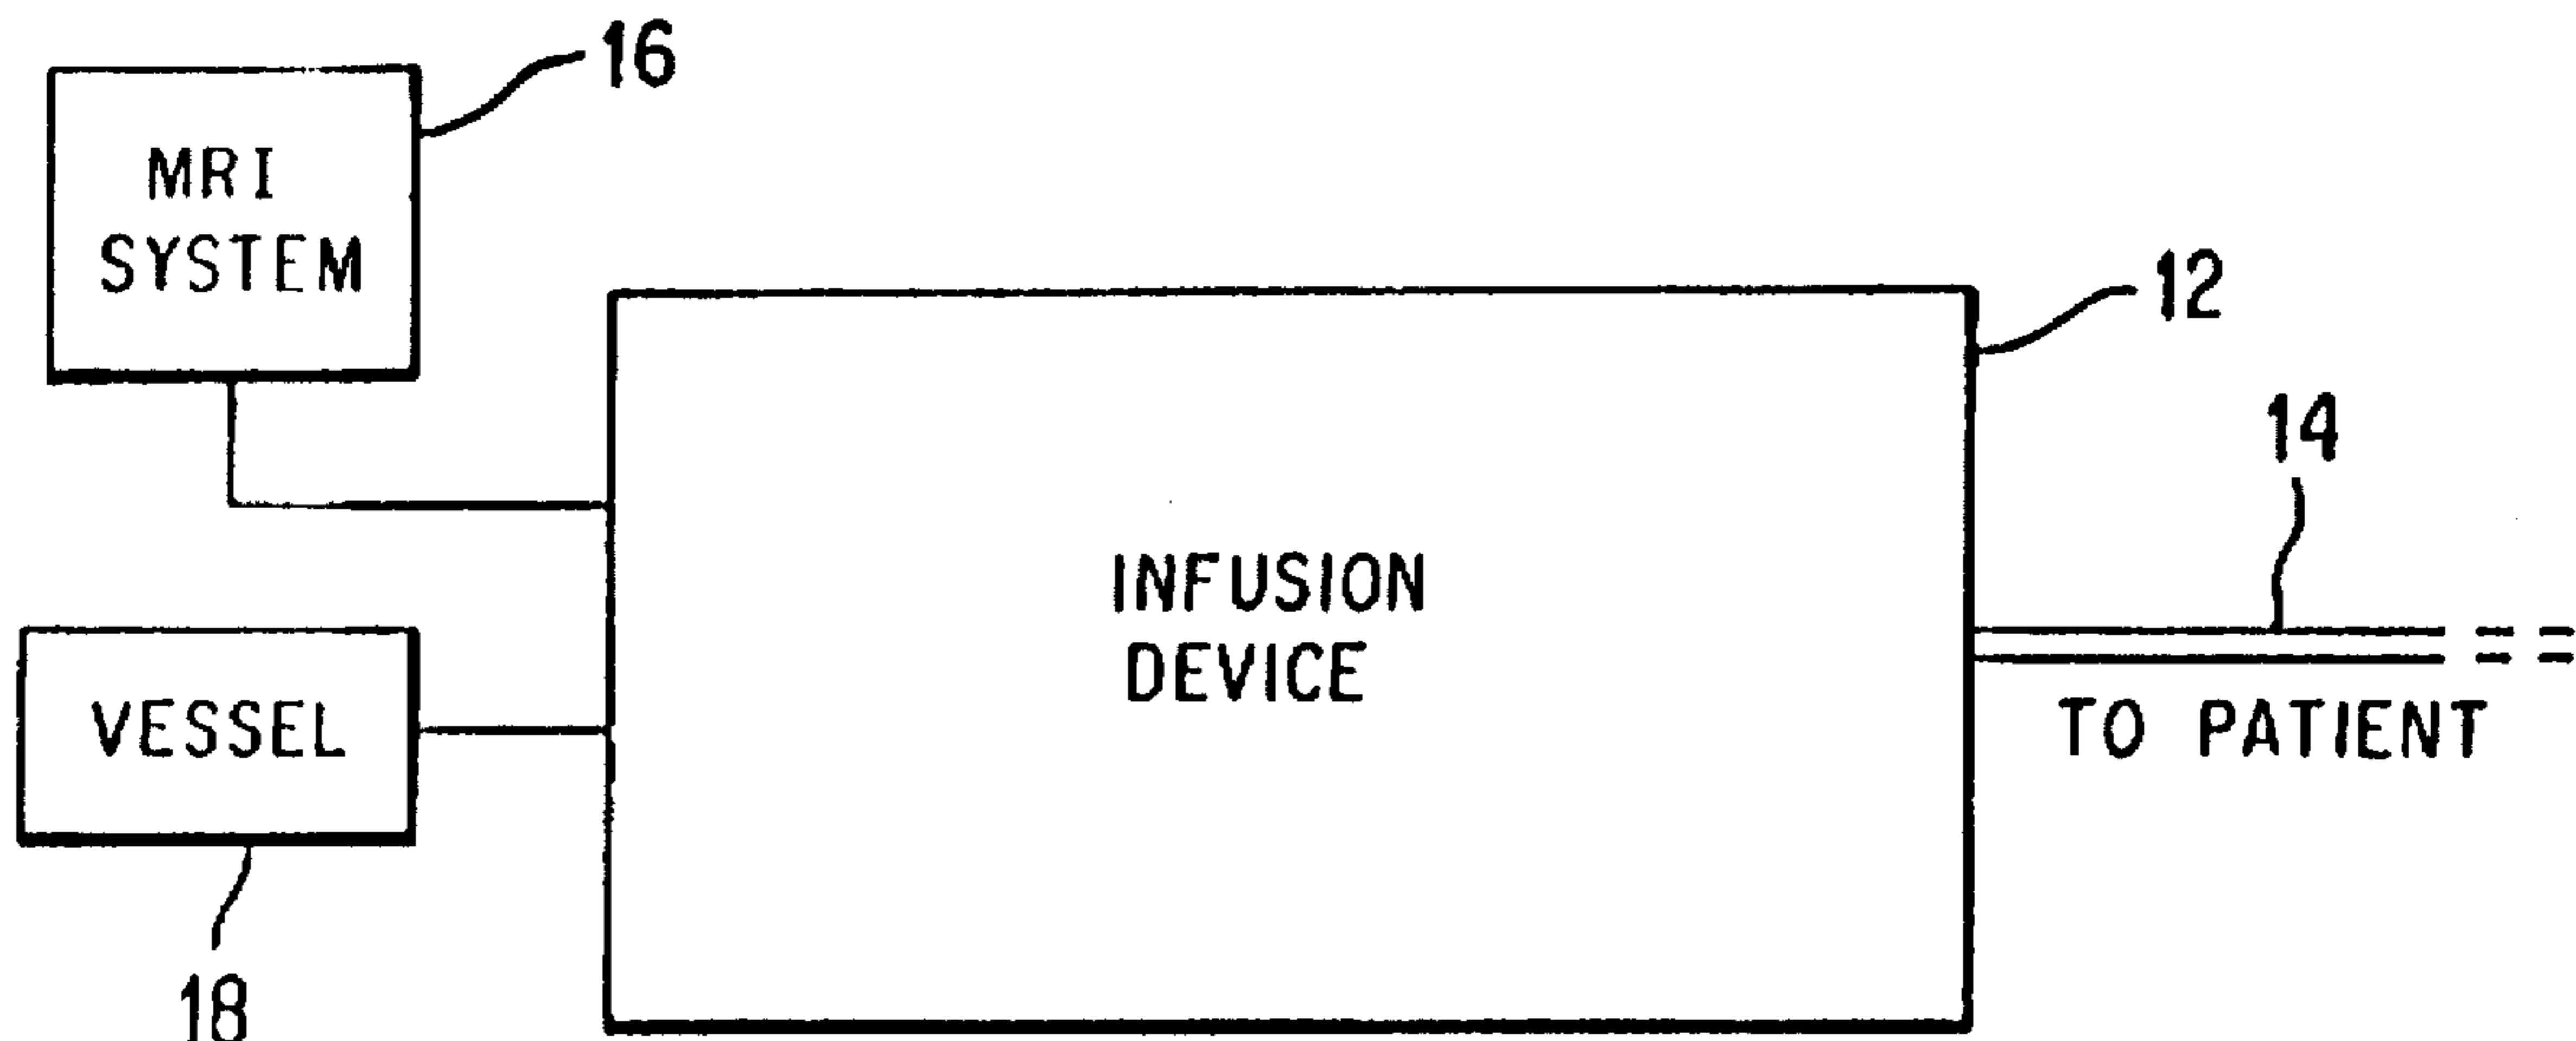 16
MRI
SYSTEM
12
14
INFUSION
DEVICE
VESSEL
TO PATIENT
18